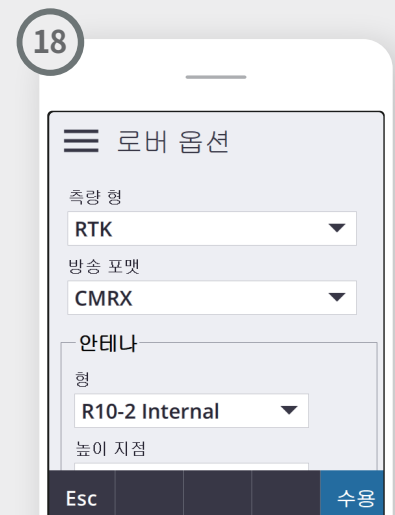 18
로버 옵션
측량 형
RTK
방송 포맷
CMRX
안테나
형
R10-2 Internal
높이 지점
Esc
수용